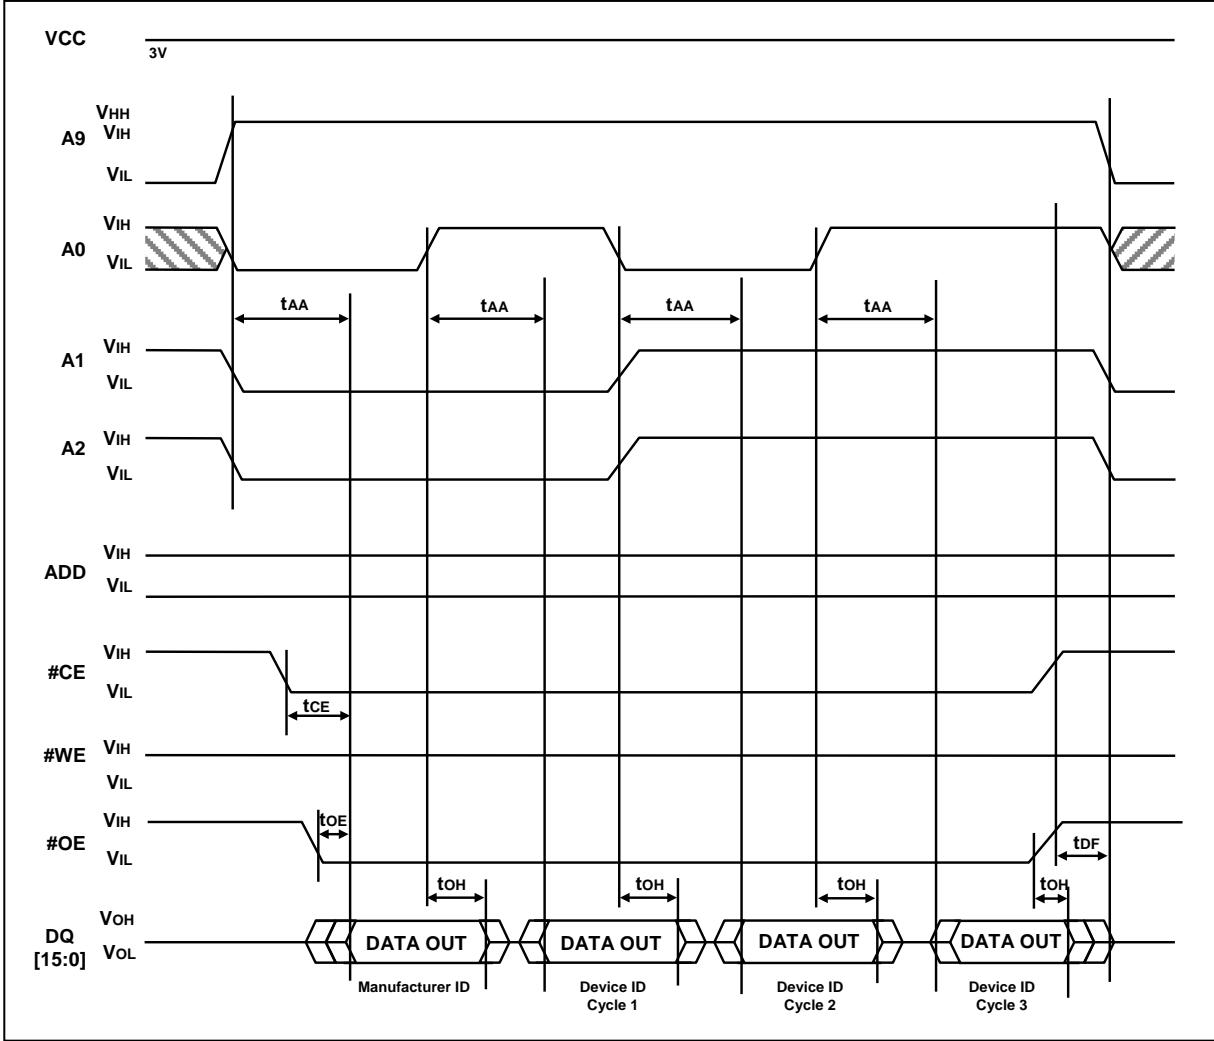 VCC
3V
VHH
A9 VIH
VIL
VIH
A0
VIL
tAA tAA tAA tAA
VIH
A1
VIL
VIH
A2
VIL
VIH
ADD
VIL
VIH
#CE
VIL
tCE
VIH
#WE
VIL
VIH
tOE
#OE
VIL
tDF
tOH tOH tOH tOH
VOH
DQ
DATA OUT DATA OUT DATA OUT DATA OUT
VOL
[15:0]
Manufacturer ID Device ID Device ID Device ID
Cycle 1 Cycle 2 Cycle 3